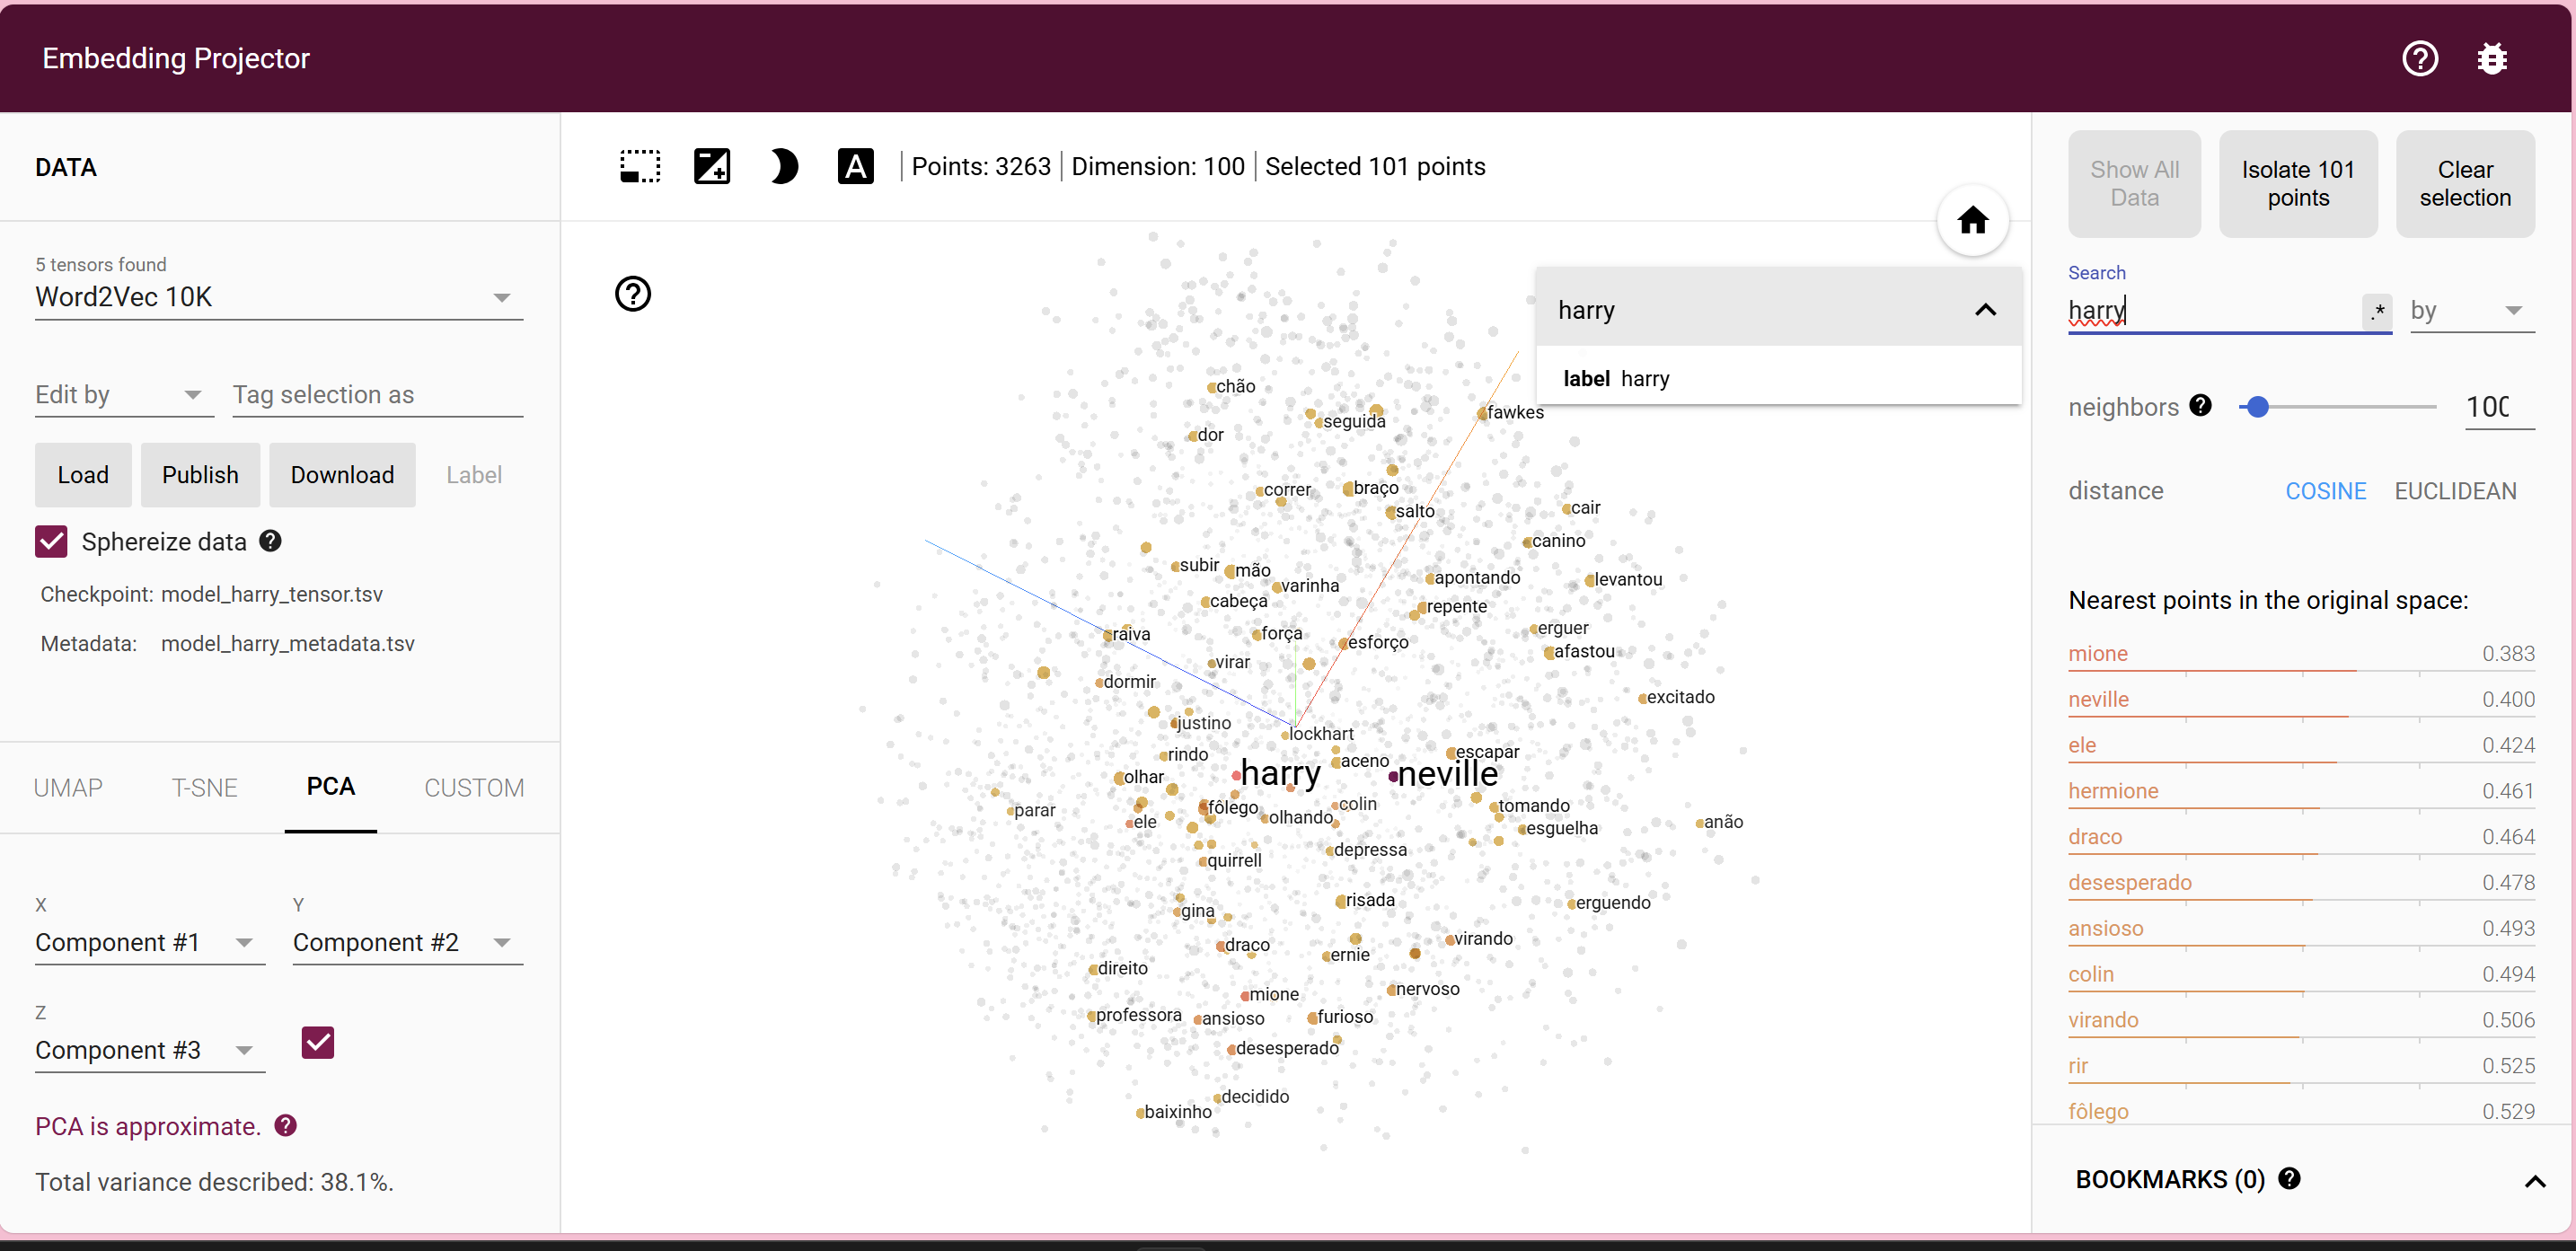 Embedding Projector
DATA
5 tensors found
Word2Vec 10K
Edit by
Tag selection as
Load
Publish
Download
Label
Sphereize data
Checkpoint: model_harry_tensor.tsv
Metadata: model_harry_metadata.tsv
UMAP
T-SNE
PCA
CUSTOM
X
Component #1
Y
Component #2
Z
Component #3
PCA is approximate.
Total variance described: 38.1%.
A
Points: 3263
Dimension: 100
Selected 101 points
chão
seguida
fawkes
dor
correr
braço
salto
cair
canino
subir
mão
varinha
apontando
levantou
cabeça
repente
raiva
força
esforço
erguer
afastou
virar
dormir
excitado
justino
lockhart
rindo
aceno
escapar
olhar
harry
neville
parar
fôlego
colin
tomando
ele
olhando
esguelha
anão
quirrell
depressa
risada
erguendo
gina
draco
ernie
virando
direito
mione
nervoso
professora
ansioso
furioso
desesperado
decidido
baixinho
harry
label harry
Show All
Data
Isolate 101
points
Clear
selection
Search
harry
.*
by
neighbors
100
distance
COSINE
EUCLIDEAN
Nearest points in the original space:
mione 0.383
neville 0.400
ele 0.424
hermione 0.461
draco 0.464
desesperado 0.478
ansioso 0.493
colin 0.494
virando 0.506
rir 0.525
fôlego 0.529
BOOKMARKS (0)